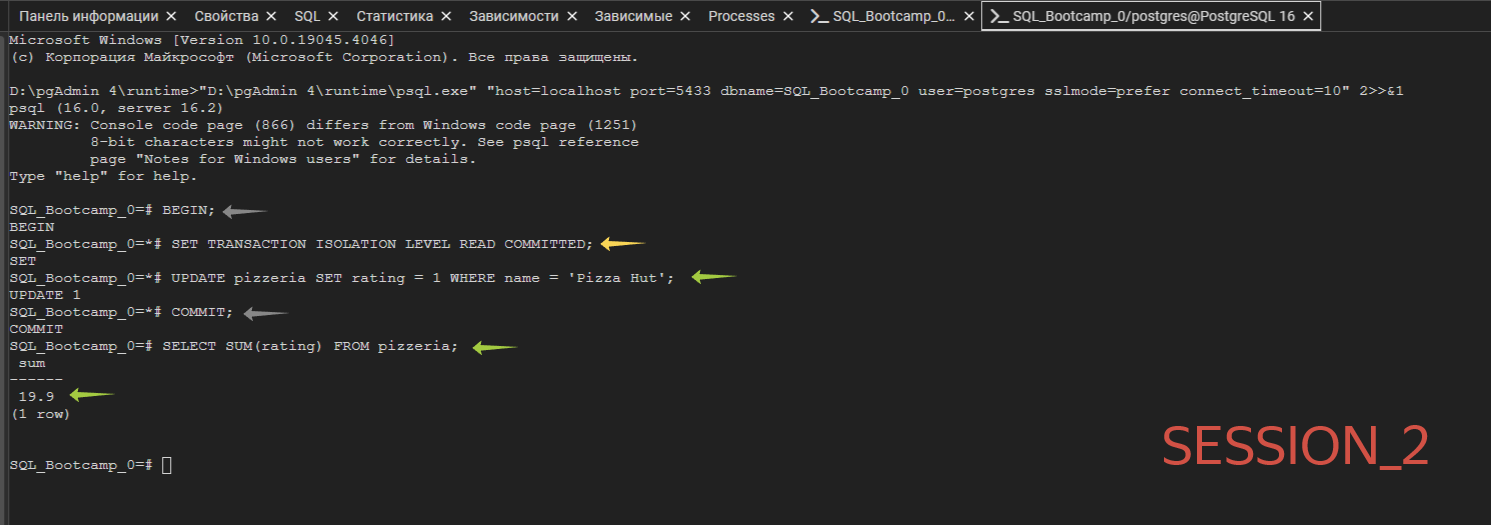 Панель информации × Свойства × SQL × Статистика × Зависимости × Зависимые × Processes × SQL_Bootcamp_0... × SQL_Bootcamp_0/postgres@PostgreSQL 16 ×
Microsoft Windows [Version 10.0.19045.4046]
(c) Корпорация Майкрософт (Microsoft Corporation). Все права защищены.
D:\pgAdmin 4\runtime>"D:\pgAdmin 4\runtime\psql.exe" "host=localhost port=5433 dbname=SQL_Bootcamp_0 user=postgres sslmode=prefer connect_timeout=10" 2>>&1
psql (16.0, server 16.2)
WARNING: Console code page (866) differs from Windows code page (1251)
8-bit characters might not work correctly. See psql reference
page "Notes for Windows users" for details.
Type "help" for help.
SQL_Bootcamp_0=# BEGIN;
BEGIN
SQL_Bootcamp_0=*# SET TRANSACTION ISOLATION LEVEL READ COMMITTED;
SET
SQL_Bootcamp_0=*# UPDATE pizzeria SET rating = 1 WHERE name = 'Pizza Hut';
UPDATE 1
SQL_Bootcamp_0=*# COMMIT;
COMMIT
SQL_Bootcamp_0=# SELECT SUM(rating) FROM pizzeria;
sum
------
19.9
(1 row)
SESSION_2
SQL_Bootcamp_0=#